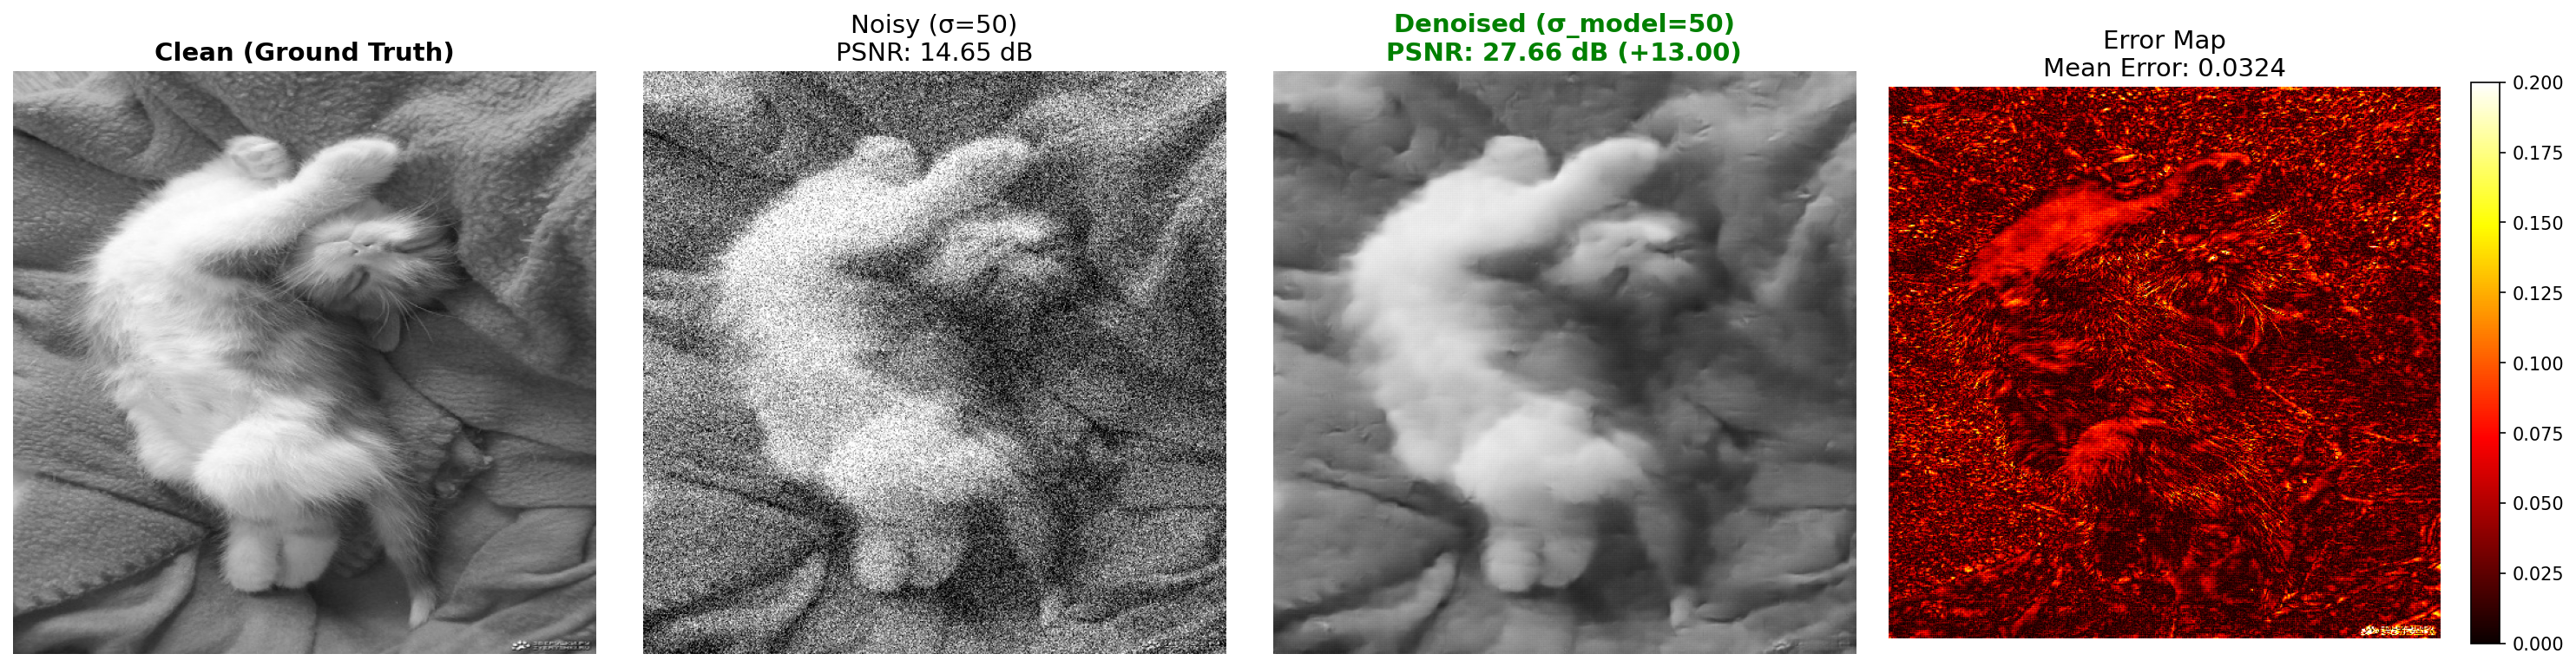 Clean (Ground Truth)
Noisy (σ=50)
PSNR: 14.65 dB
Denoised (σ_model=50)
PSNR: 27.66 dB (+13.00)
Error Map
Mean Error: 0.0324
0.200
0.175
0.150
0.125
0.100
0.075
0.050
0.025
0.000